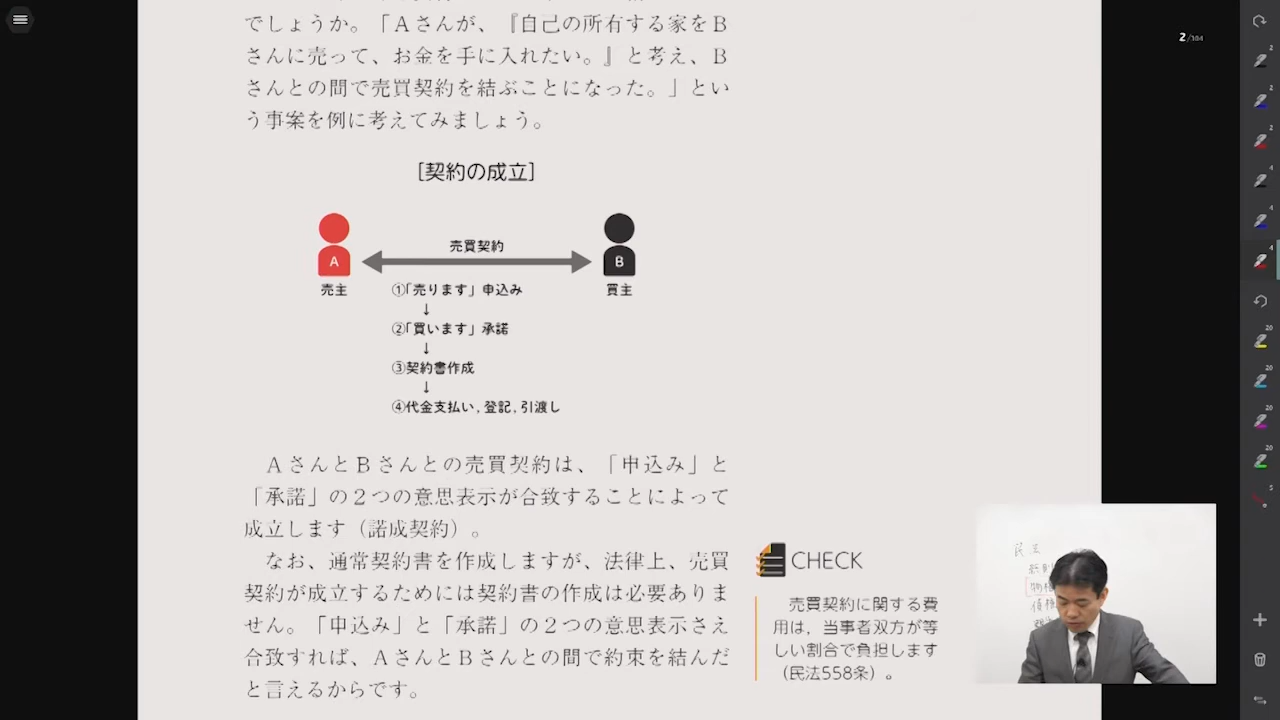 でしょうか。「Aさんが、『自己の所有する家をB
さんに売って、お金を手に入れたい。』と考え、B
さんとの間で売買契約を結ぶことになった。」とい
う事案を例に考えてみましょう。
2/384
[契約の成立]
売買契約
A
B
売主
買主
①「売ります」申込み
↓
②「買います」承諾
↓
③契約書作成
↓
④代金支払い, 登記, 引渡し
AさんとBさんとの売買契約は、「申込み」と
「承諾」の2つの意思表示が合致することによって
成立します（諾成契約）。
なお、通常契約書を作成しますが、法律上、売買
契約が成立するためには契約書の作成は必要ありま
せん。「申込み」と「承諾」の2つの意思表示さえ
合致すれば、AさんとBさんとの間で約束を結んだ
と言えるからです。
CHECK
売買契約に関する費
用は，当事者双方が等
しい割合で負担します
（民法558条）。
2
2
2
4
4
4
20
20
20
20
5